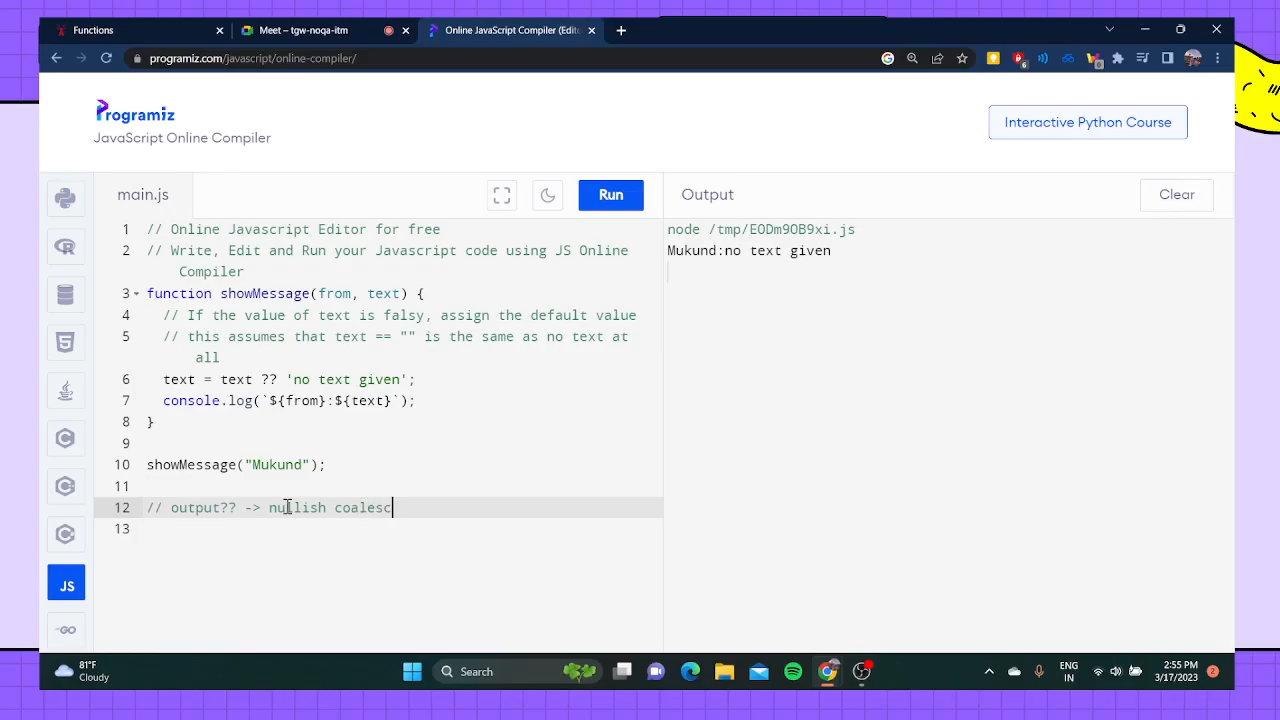 Functions
Meet – tgw-noqa-itm
Online JavaScript Compiler (Edito
programiz.com/javascript/online-compiler/
6
Programiz
JavaScript Online Compiler
Interactive Python Course
main.js
Run
Output
Clear
1 // Online Javascript Editor for free
2 // Write, Edit and Run your Javascript code using JS Online
Compiler
3 function showMessage(from, text) {
4 // If the value of text is falsy, assign the default value
5 // this assumes that text == "" is the same as no text at
all
6 text = text ?? 'no text given';
7 console.log(`${from}:${text}`);
8 }
9
10 showMessage("Mukund");
11
12 // output?? -> nullish coalesc
13
node /tmp/EODm9OB9xi.js
Mukund:no text given
JS
GO
81°F
Cloudy
Search
ENG
IN
2:55 PM
3/17/2023
2